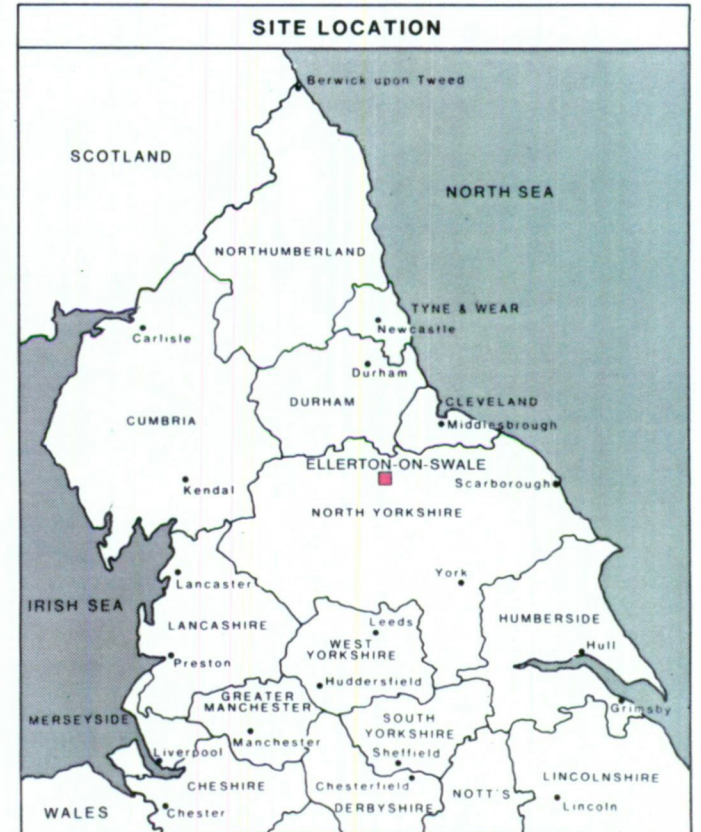 SITE LOCATION
Berwick upon Tweed
SCOTLAND
NORTH SEA
NORTHUMBERLAND
TYNE & WEAR
Newcastle
Carlisle
Durham
DURHAM
CLEVELAND
Middlesbrough
CUMBRIA
ELLERTON-ON-SWALE
Scarborough
Kendal
NORTH YORKSHIRE
York
Lancaster
IRISH SEA
HUMBERSIDE
LANCASHIRE
Leeds
WEST
YORKSHIRE
Hull
Preston
Huddersfield
GREATER
MANCHESTER
Grimsby
MERSEYSIDE
SOUTH
YORKSHIRE
Manchester
Liverpool
Sheffield
CHESHIRE
Chesterfield
LINCOLNSHIRE
NOTT'S
WALES
Chester
DERBYSHIRE
Lincoln